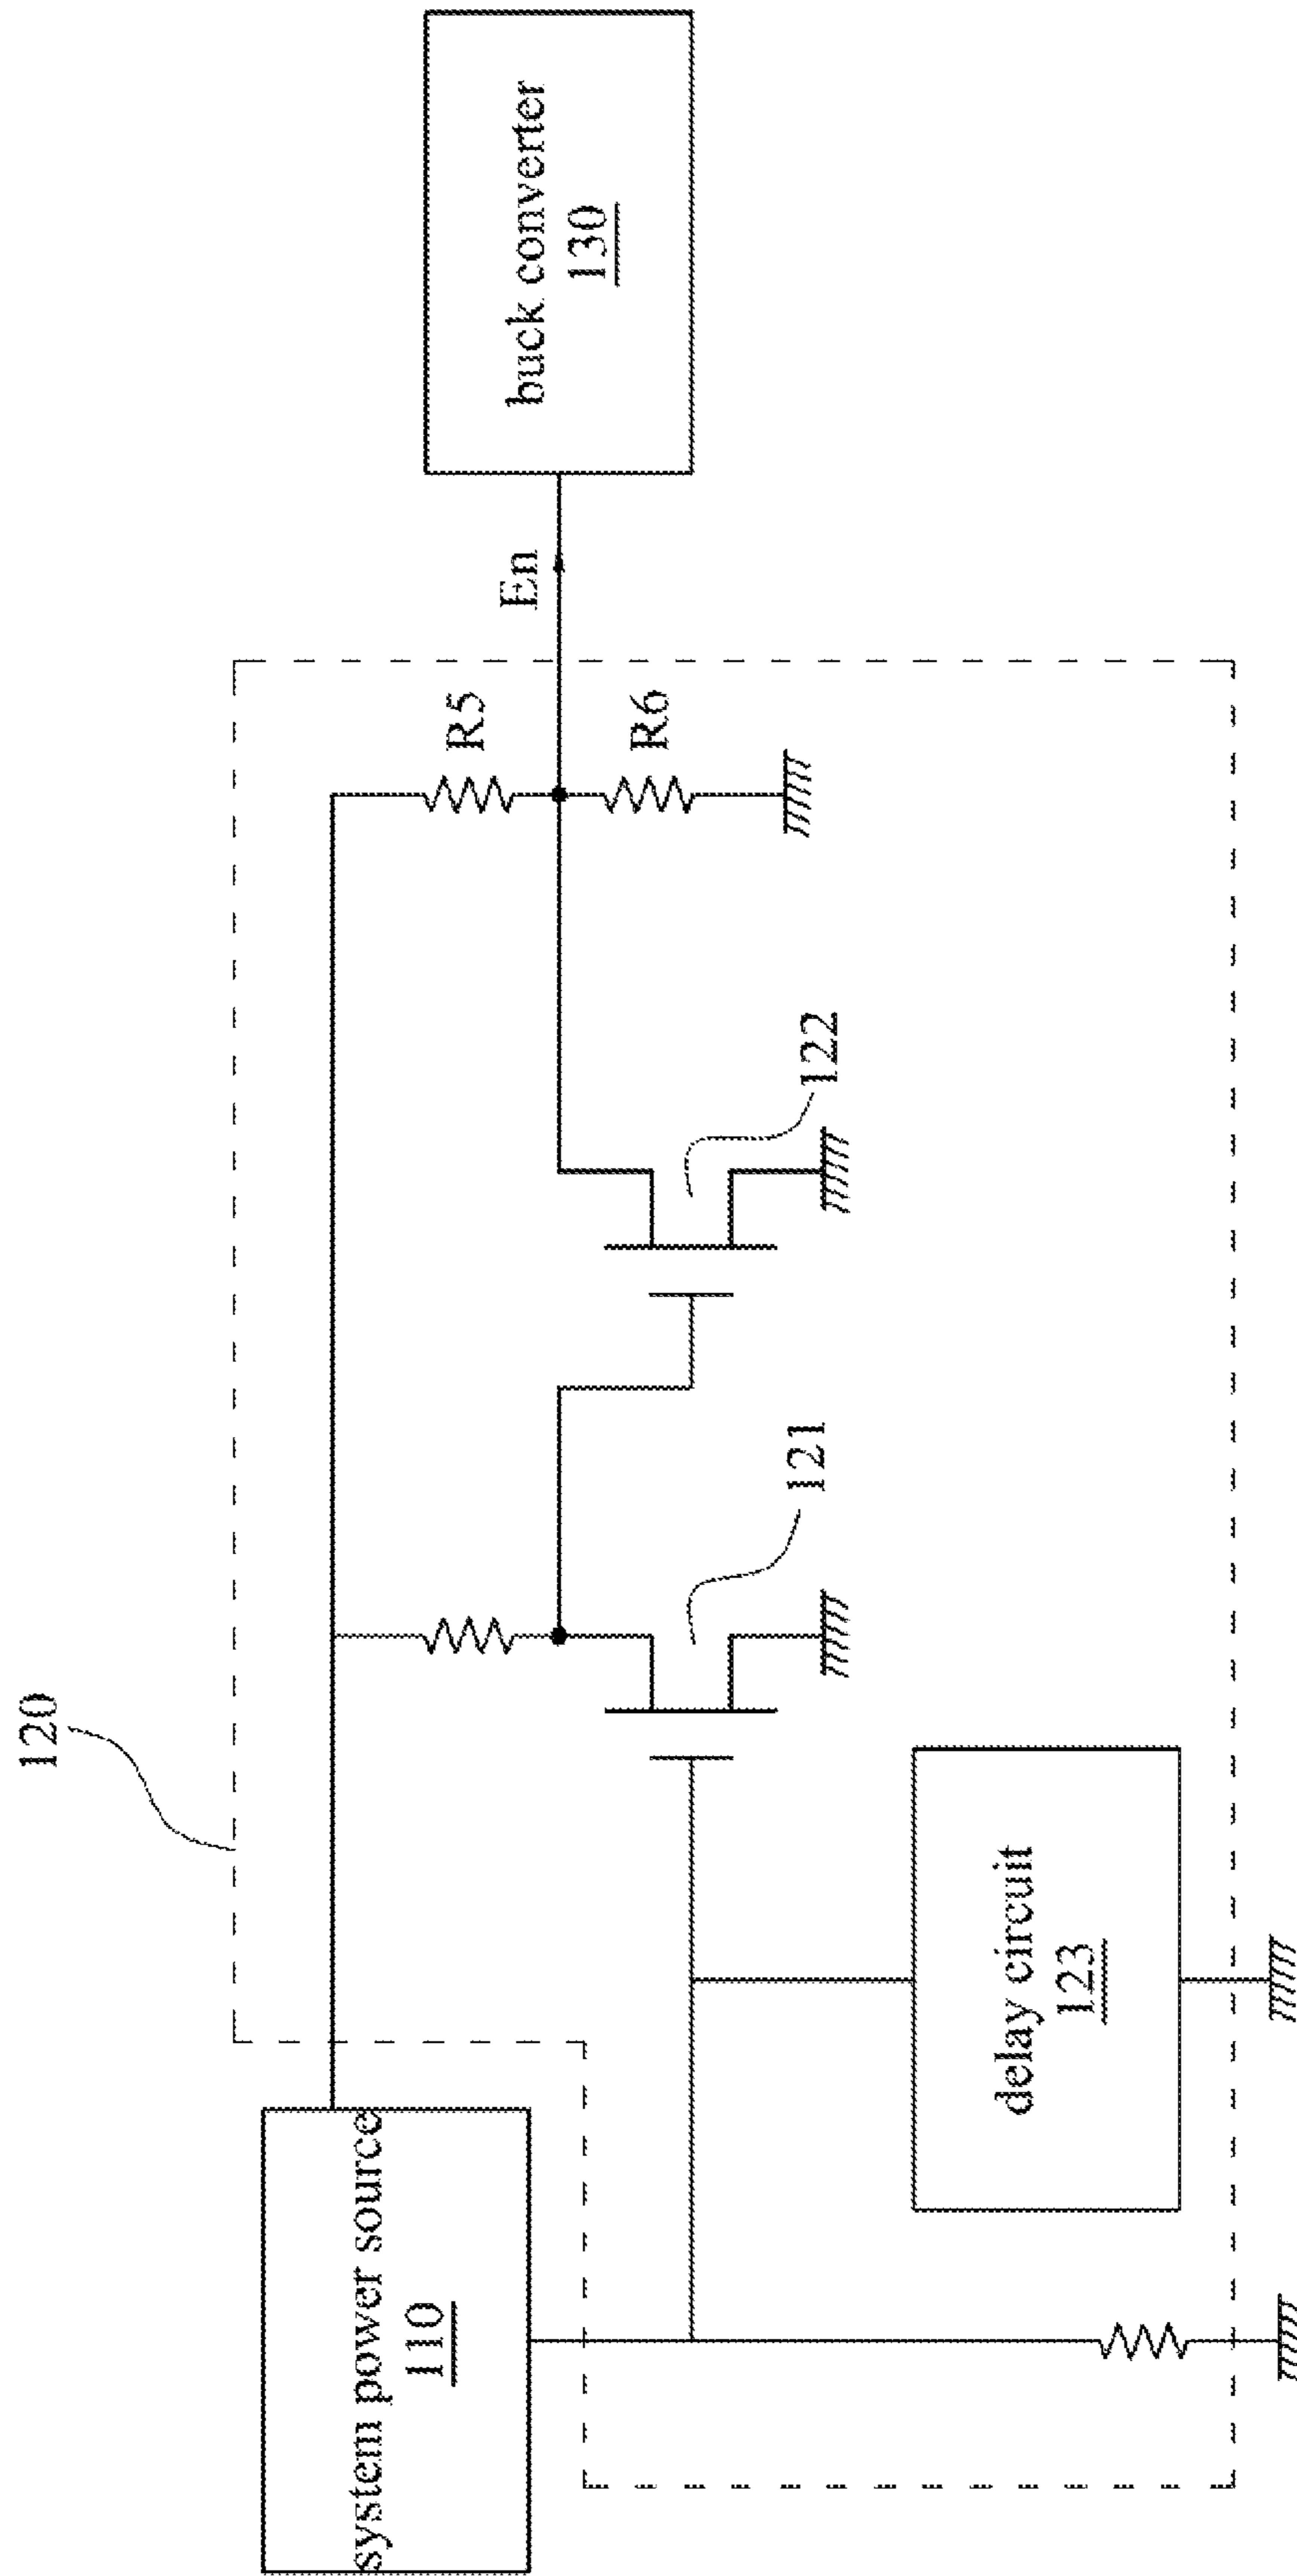 120
system power source
110
R5
En
buck converter
130
R6
121
122
delay circuit
123